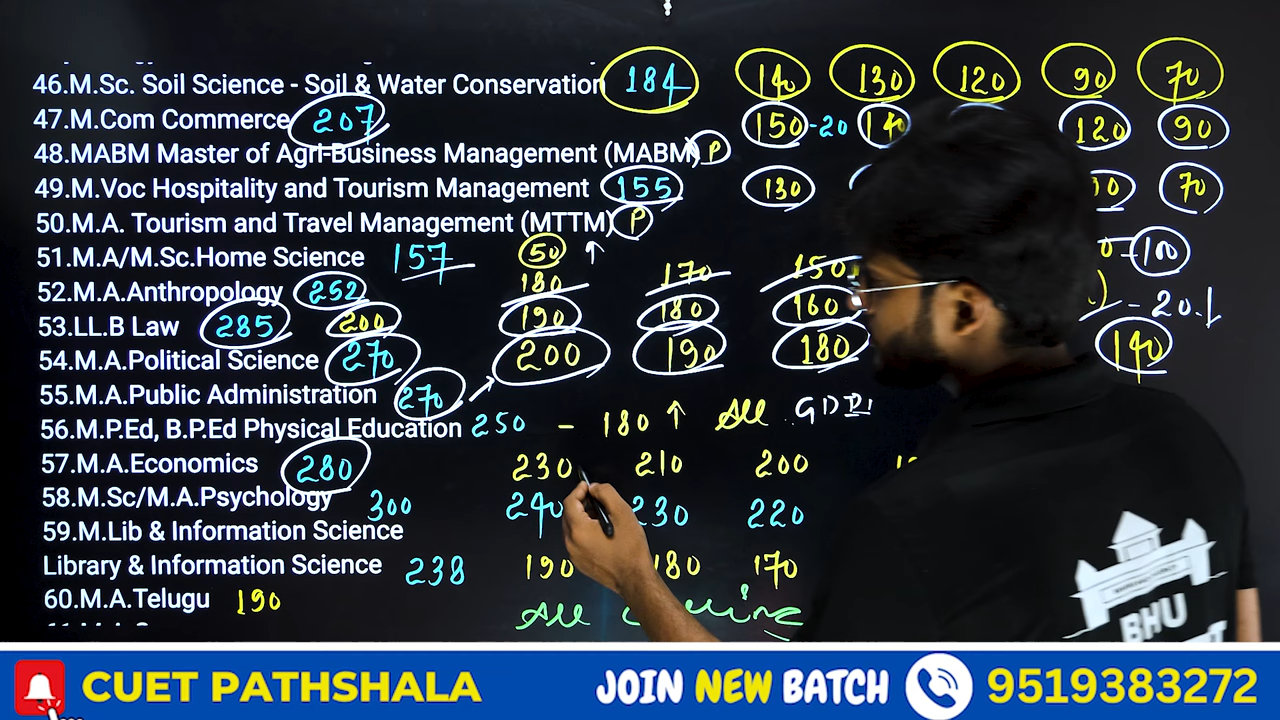 46.M.Sc. Soil Science - Soil & Water Conservation 184 140 130 120 90 70
47.M.Com Commerce 207 150 -20 140 120 90
48.MABM Master of Agri-Business Management (MABM) P
49.M.Voc Hospitality and Tourism Management 155 130 70
50.M.A. Tourism and Travel Management (MTTM) P
51.M.A/M.Sc.Home Science 157 50 ↑ 100
52.M.A.Anthropology 252 180 170 150 - 20.1
53.LL.B Law 285 200 190 180 160
54.M.A.Political Science 270 200 190 180 140
55.M.A.Public Administration 270
56.M.P.Ed, B.P.Ed Physical Education 250 - 180 ↑ All
57.M.A.Economics 280 230 210 200
58.M.Sc/M.A.Psychology 300 240 230 220
59.M.Lib & Information Science
Library & Information Science 238 190 180 170
60.M.A.Telugu 190 All
BHU
CUET PATHSHALA JOIN NEW BATCH 9519383272